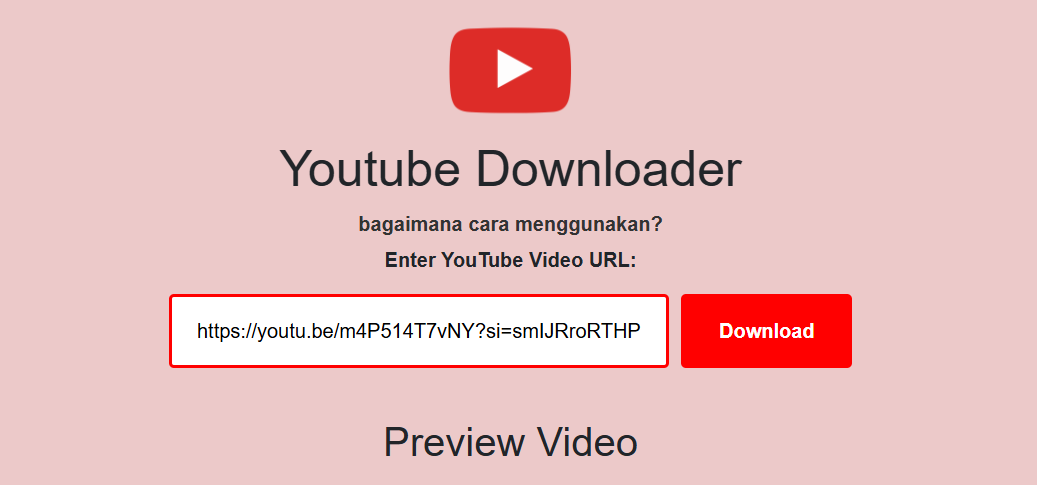 Youtube Downloader
bagaimana cara menggunakan?
Enter YouTube Video URL:
https://youtu.be/m4P514T7vNY?si=smIJRroRTHP
Download
Preview Video